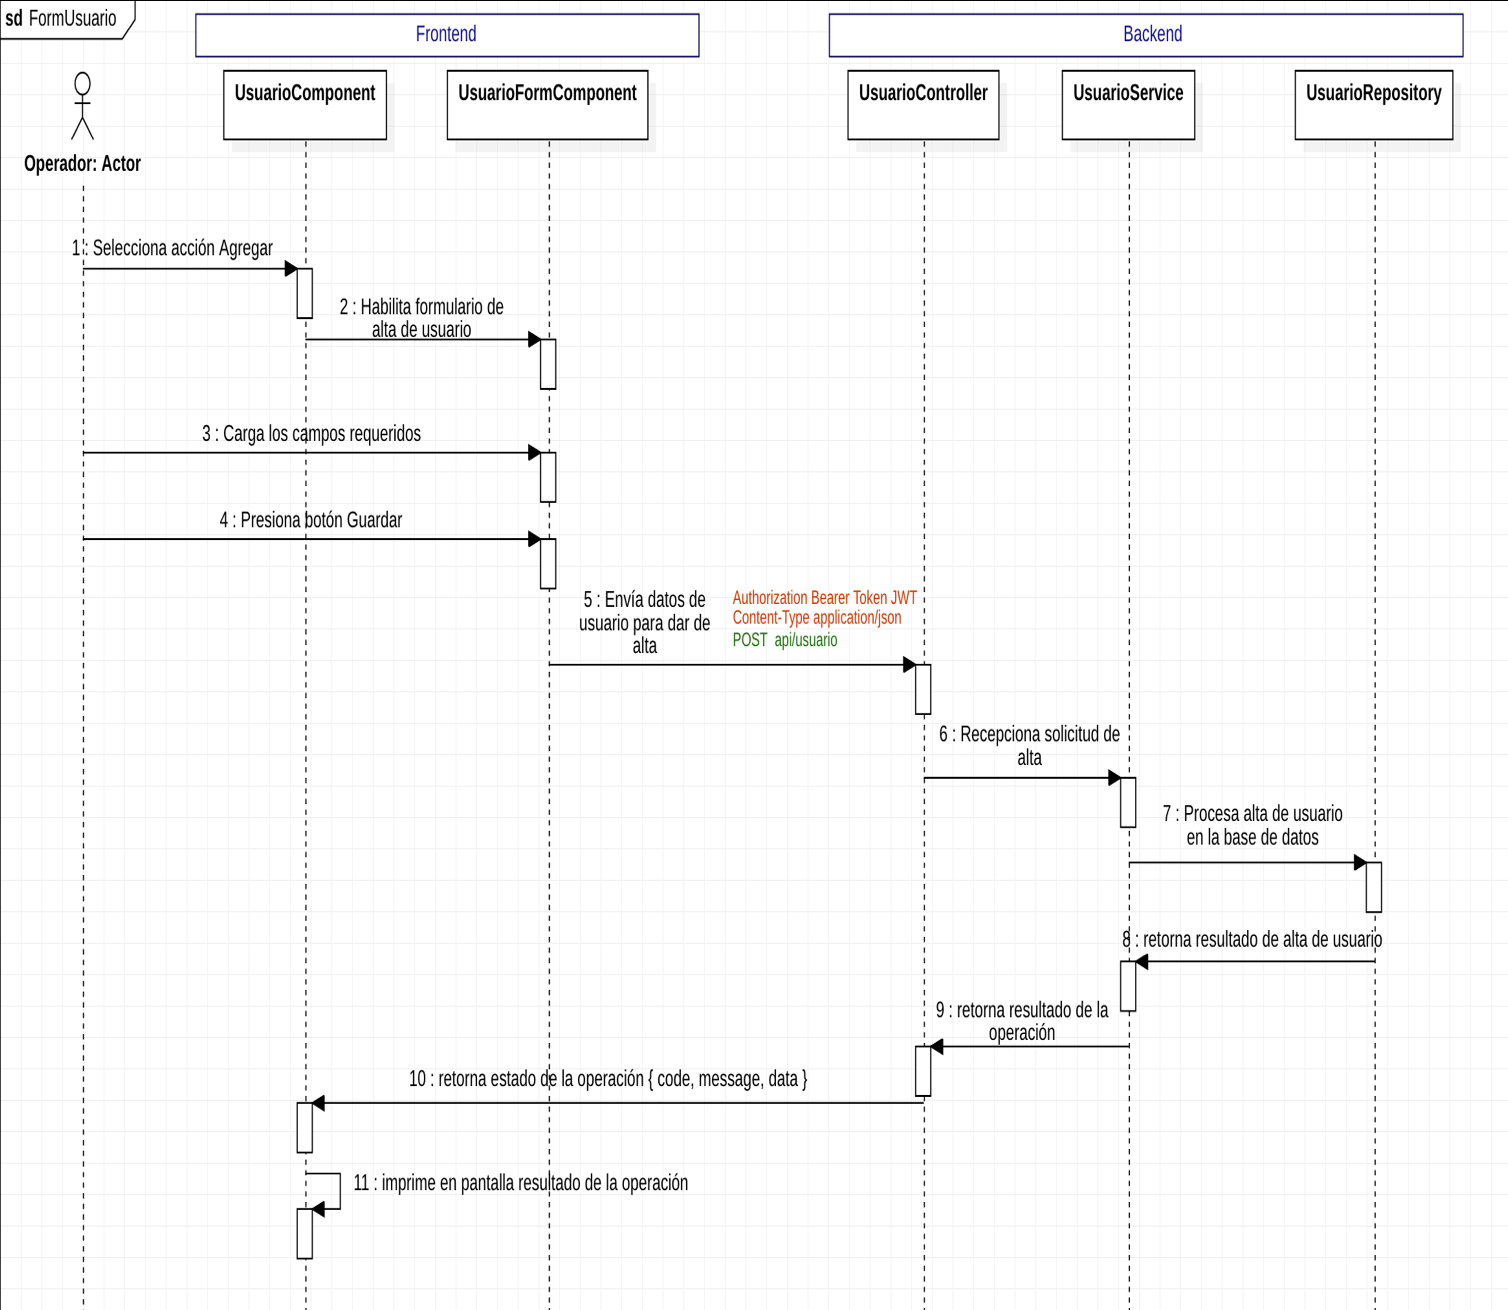 sd FormUsuario
Frontend
Backend
UsuarioComponent
UsuarioFormComponent
UsuarioController
UsuarioService
UsuarioRepository
Operador: Actor
1 : Selecciona acción Agregar
2 : Habilita formulario de
alta de usuario
3 : Carga los campos requeridos
4 : Presiona botón Guardar
5 : Envía datos de
usuario para dar de
alta
Authorization Bearer Token JWT
Content-Type application/json
POST api/usuario
6 : Recepciona solicitud de
alta
7 : Procesa alta de usuario
en la base de datos
8 : retorna resultado de alta de usuario
9 : retorna resultado de la
operación
10 : retorna estado de la operación { code, message, data }
11 : imprime en pantalla resultado de la operación